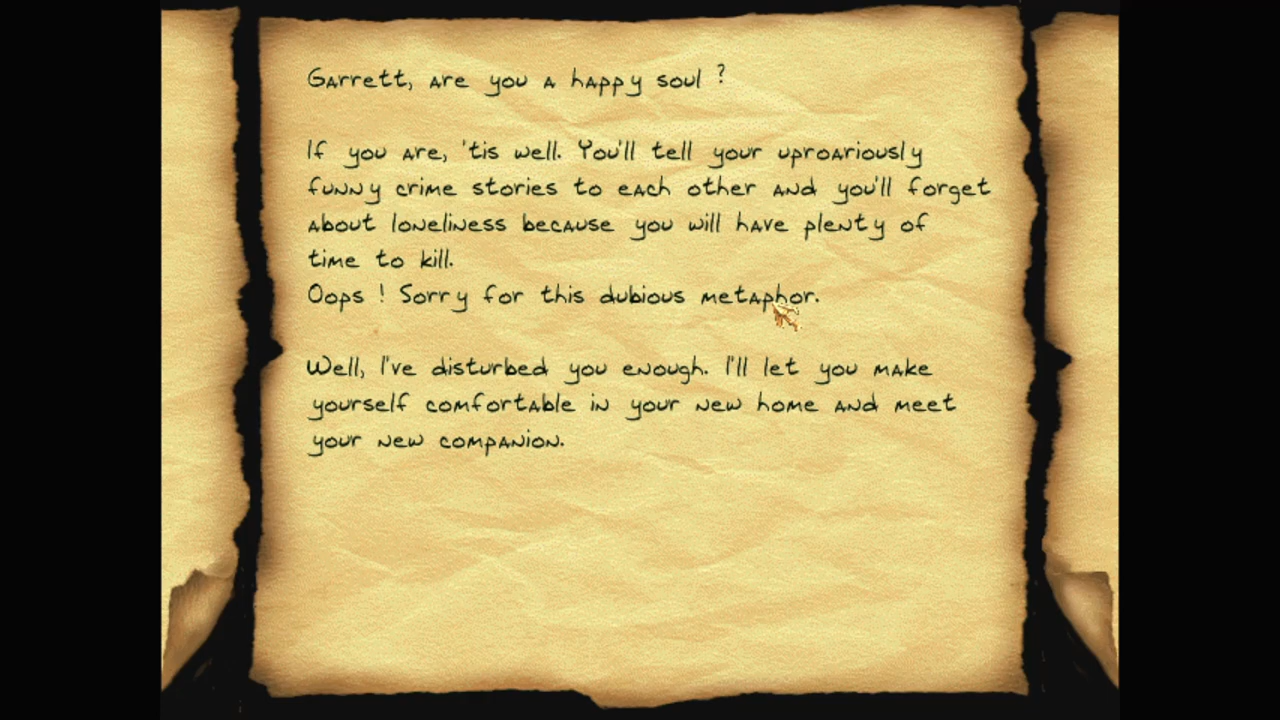 Garrett, are you a happy soul ?
If you are, 'tis well. You'll tell your uproariously
funny crime stories to each other and you'll forget
about loneliness because you will have plenty of
time to kill.
Oops ! Sorry for this dubious metaphor.
Well, I've disturbed you enough. I'll let you make
yourself comfortable in your new home and meet
your new companion.